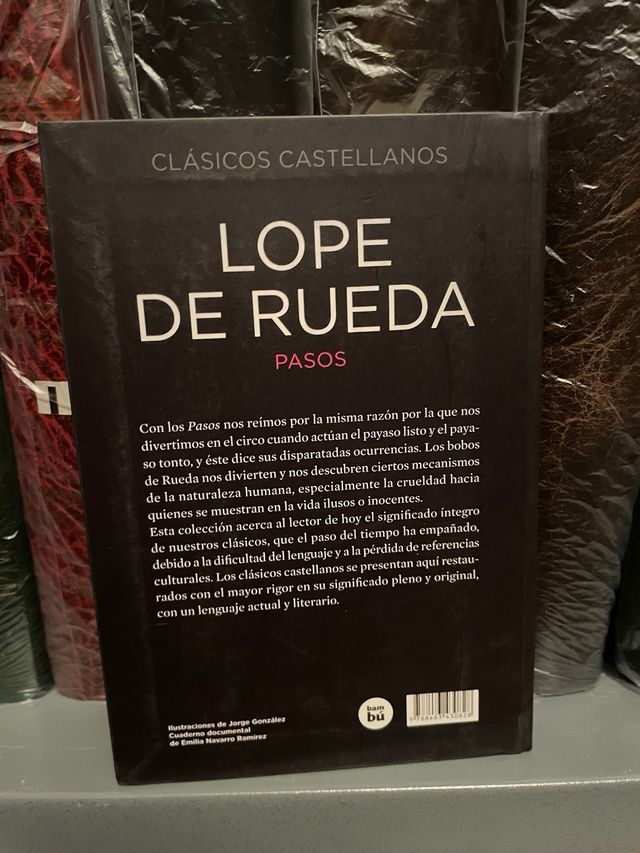 CLÁSICOS CASTELLANOS
LOPE
DE RUEDA
PASOS
Con los Pasos nos reímos por la misma razón por la que nos
divertimos en el circo cuando actúan el payaso listo y el paya-
so tonto, y éste dice sus disparatadas ocurrencias. Los bobos
de Rueda nos divierten y nos descubren ciertos mecanismos
de la naturaleza humana, especialmente la crueldad hacia
quienes se muestran en la vida ilusos o inocentes.
Esta colección acerca al lector de hoy el significado íntegro
de nuestros clásicos, que el paso del tiempo ha empañado,
debido a la dificultad del lenguaje y a la pérdida de referencias
culturales. Los clásicos castellanos se presentan aquí restau-
rados con el mayor rigor en su significado pleno y original,
con un lenguaje actual y literario.
Ilustraciones de Jorge González
Cuaderno documental
de Emilia Navarro Ramírez
bam
bú
9 788483 430828